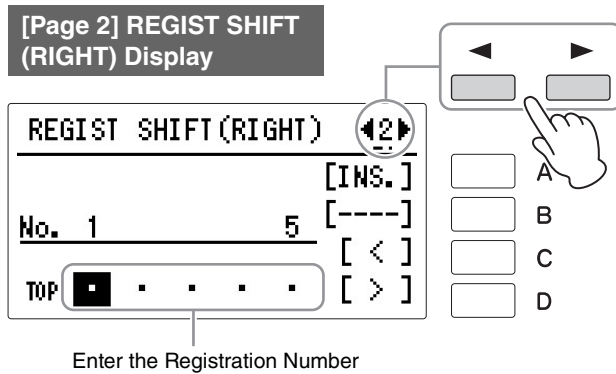 [Page 2] REGIST SHIFT
(RIGHT) Display
REGIST SHIFT(RIGHT) ◀2▶
[INS.] A
[----] B
No. 1 5
[ < ] C
TOP [ > ] D
Enter the Registration Number